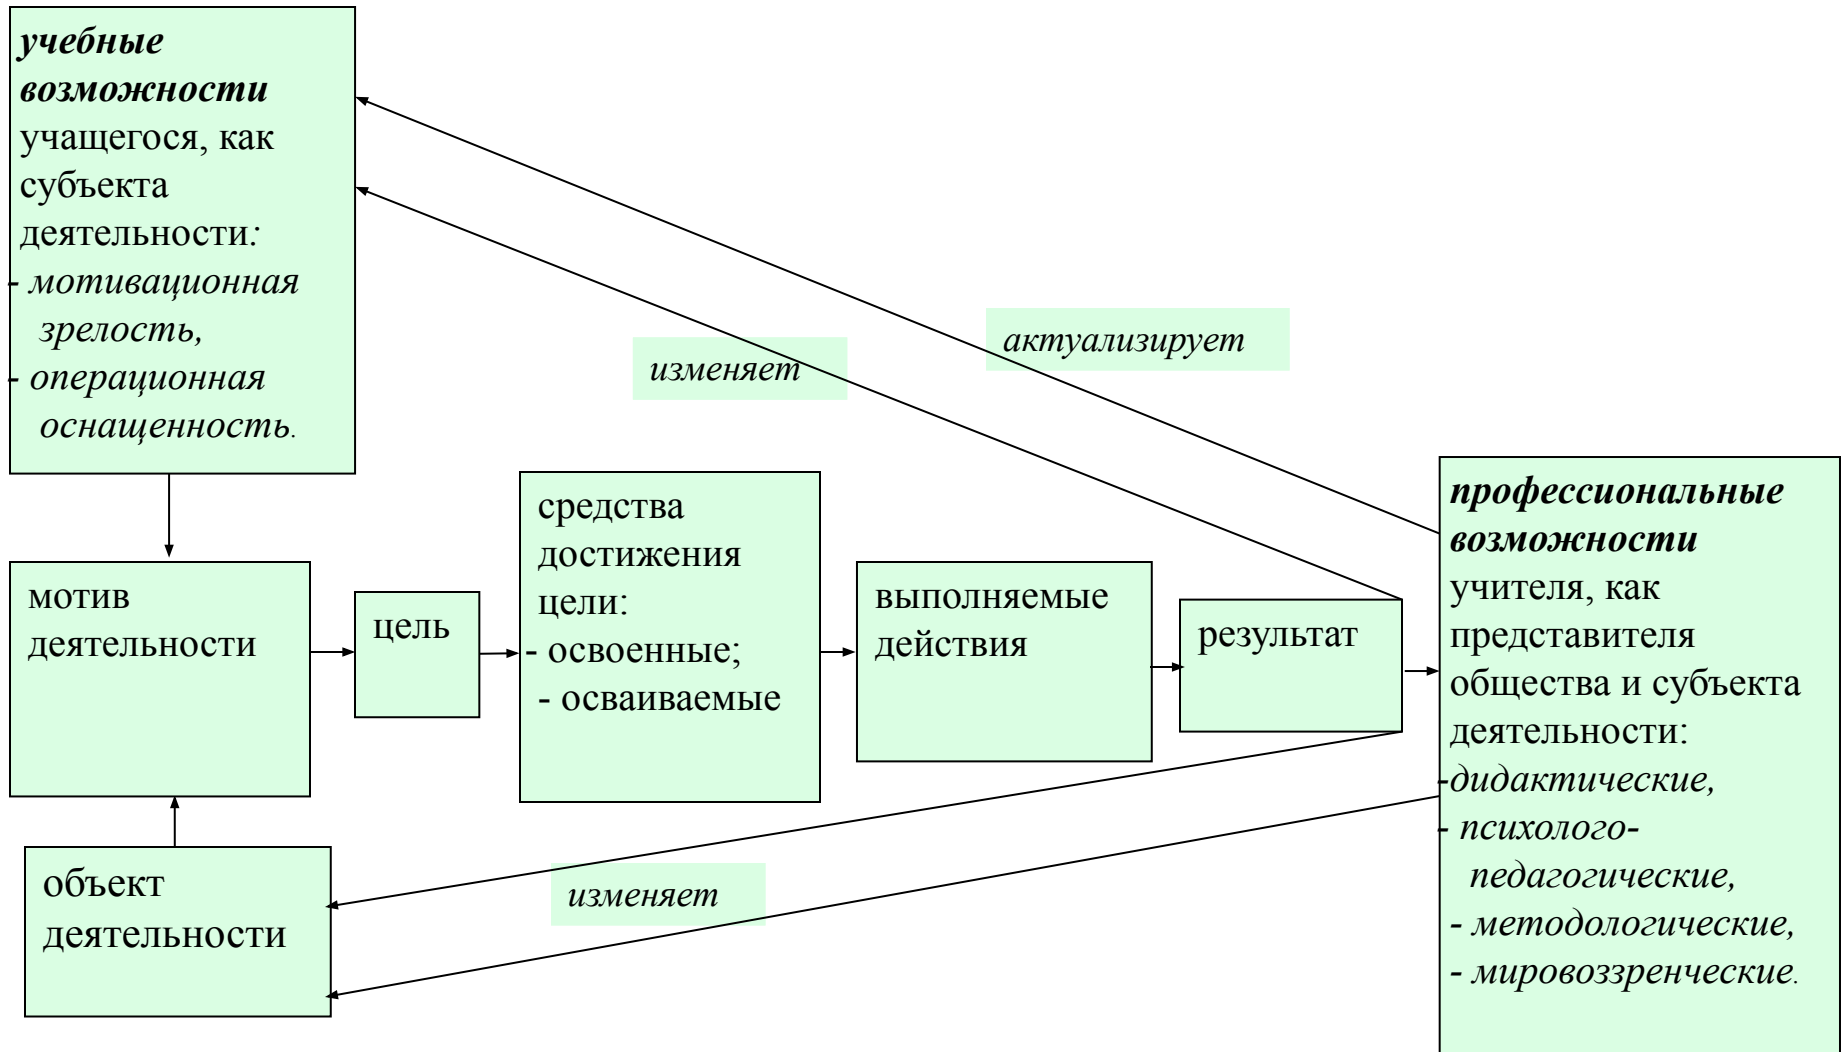 учебные
возможности
учащегося, как
субъекта
деятельности:
- мотивационная
зрелость,
- операционная
оснащенность.
актуализирует
изменяет
мотив
деятельности
цель
средства
достижения
цели:
- освоенные;
- осваиваемые
выполняемые
действия
результат
профессиональные
возможности
учителя, как
представителя
общества и субъекта
деятельности:
-дидактические,
- психолого-
педагогические,
- методологические,
- мировоззренческие.
объект
деятельности
изменяет